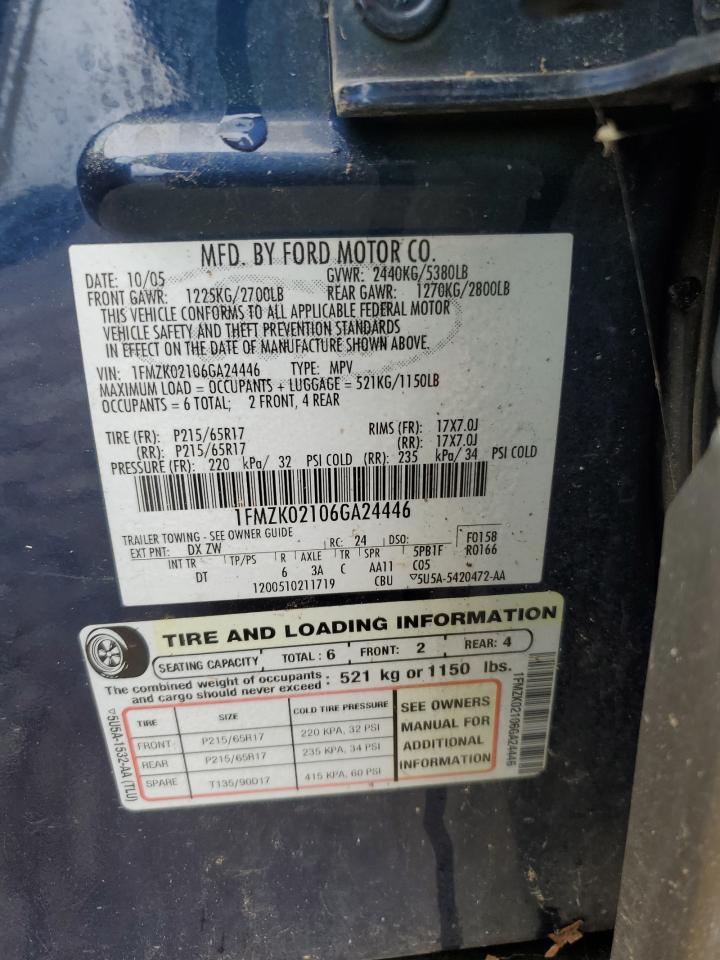 MFD. BY FORD MOTOR CO.
DATE: 10/05 GVWR: 2440KG/5380LB
FRONT GAWR: 1225KG/2700LB REAR GAWR: 1270KG/2800LB
THIS VEHICLE CONFORMS TO ALL APPLICABLE FEDERAL MOTOR
VEHICLE SAFETY AND THEFT PREVENTION STANDARDS
IN EFFECT ON THE DATE OF MANUFACTURE SHOWN ABOVE.
VIN: 1FMZK02106GA24446 TYPE: MPV
MAXIMUM LOAD = OCCUPANTS + LUGGAGE = 521KG/1150LB
OCCUPANTS = 6 TOTAL; 2 FRONT, 4 REAR
TIRE (FR): P215/65R17 RIMS (FR): 17X7.0J
(RR): P215/65R17 (RR): 17X7.0J
PRESSURE (FR): 220 kPa/ 32 PSI COLD (RR): 235 kPa/ 34 PSI COLD
1FMZK02106GA24446
TRAILER TOWING - SEE OWNER GUIDE
EXT PNT: DX ZW RC: 24 DSO: F0158
INT TR TP/PS R AXLE TR SPR 5PB1F R0166
DT 6 3A C AA11 C05
1200510211719 CBU ▽5U5A-5420472-AA
TIRE AND LOADING INFORMATION
SEATING CAPACITY TOTAL : 6 FRONT: 2 REAR: 4
The combined weight of occupants and cargo should never exceed : 521 kg or 1150 lbs.
TIRE SIZE COLD TIRE PRESSURE
FRONT P215/65R17 220 KPA, 32 PSI
REAR P215/65R17 235 KPA, 34 PSI
SPARE T135/90D17 415 KPA, 60 PSI
SEE OWNERS
MANUAL FOR
ADDITIONAL
INFORMATION
▽5U5A-1532-AA (TLU)
1FMZK02106GA24446